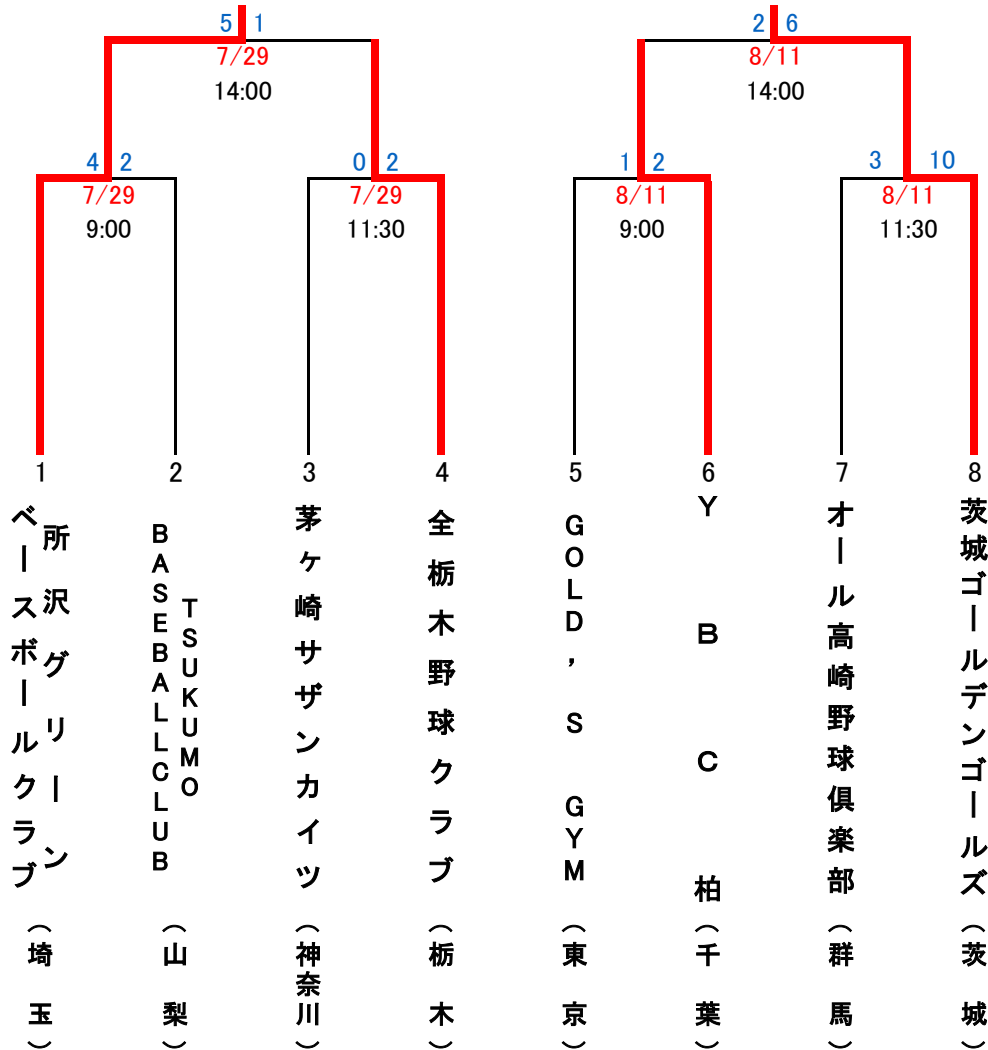 5 1
7/29
14:00
2 6
8/11
14:00
4 2
7/29
9:00
0 2
7/29
11:30
1 2
8/11
9:00
3 10
8/11
11:30
1
2
3
4
5
6
7
8
所沢グリーン
ベースボールクラブ
(埼玉)
TSUKUMO
BASEBALLCLUB
(山梨)
茅ヶ崎サザンカイツ
(神奈川)
全栃木野球クラブ
(栃木)
GOLD'S GYM
(東京)
YBC柏
(千葉)
オール高崎野球倶楽部
(群馬)
茨城ゴールデンゴールズ
(茨城)